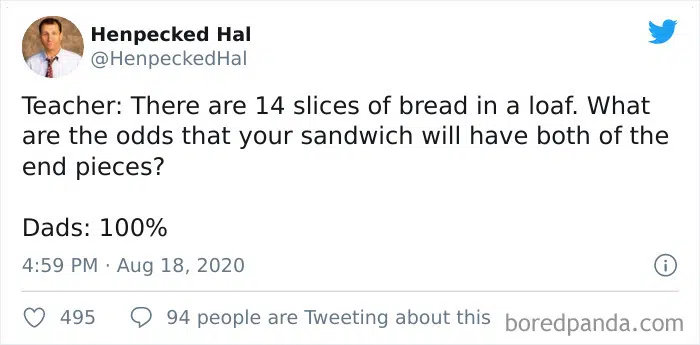 Henpecked Hal
@HenpeckedHal
Teacher: There are 14 slices of bread in a loaf. What
are the odds that your sandwich will have both of the
end pieces?
Dads: 100%
4:59 PM · Aug 18, 2020
495
94 people are Tweeting about this
boredpanda.com